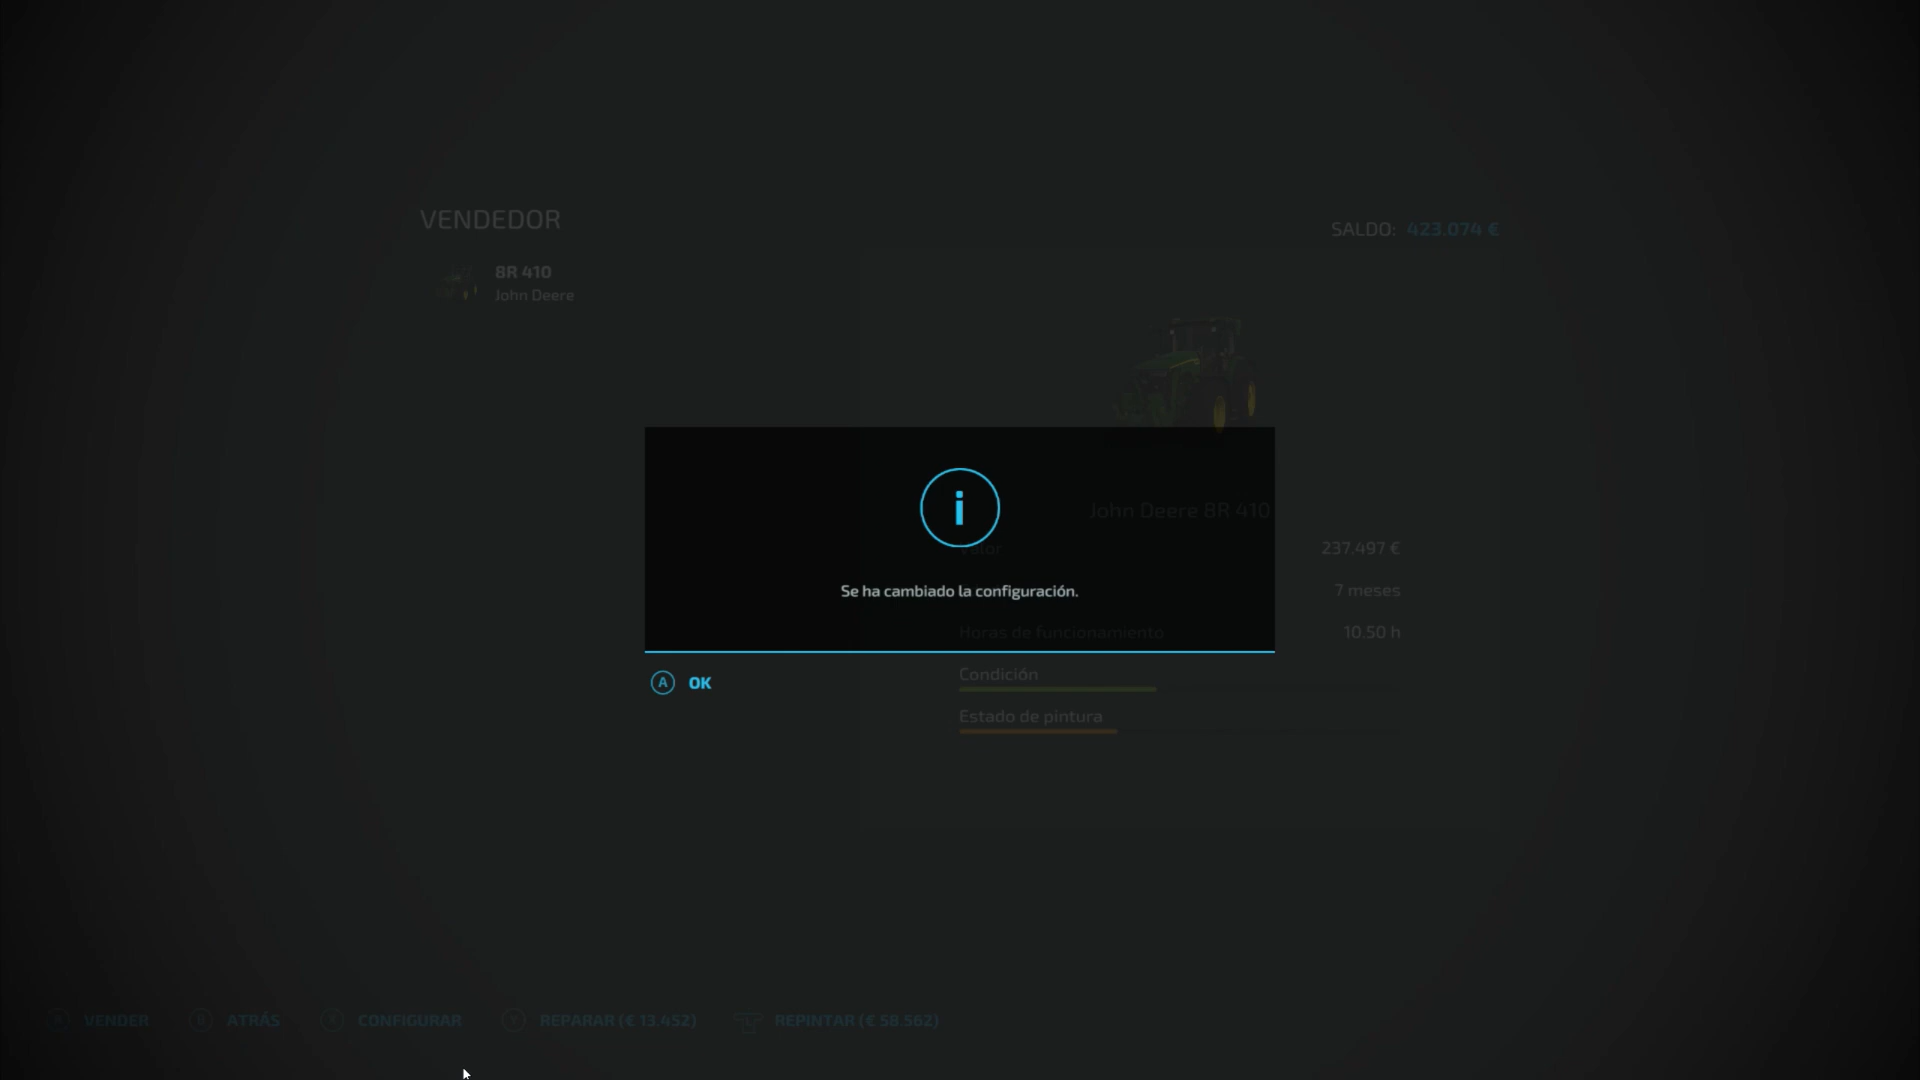 VENDEDOR
SALDO: 423.074 €
8R 410
John Deere
John Deere 8R 410
Valor
237.497 €
Se ha cambiado la configuración.
7 meses
Horas de funcionamiento
10.50 h
Condición
A OK
Estado de pintura
A VENDER
B ATRÁS
X CONFIGURAR
Y REPARAR (€ 13.452)
REPINTAR (€ 58.562)